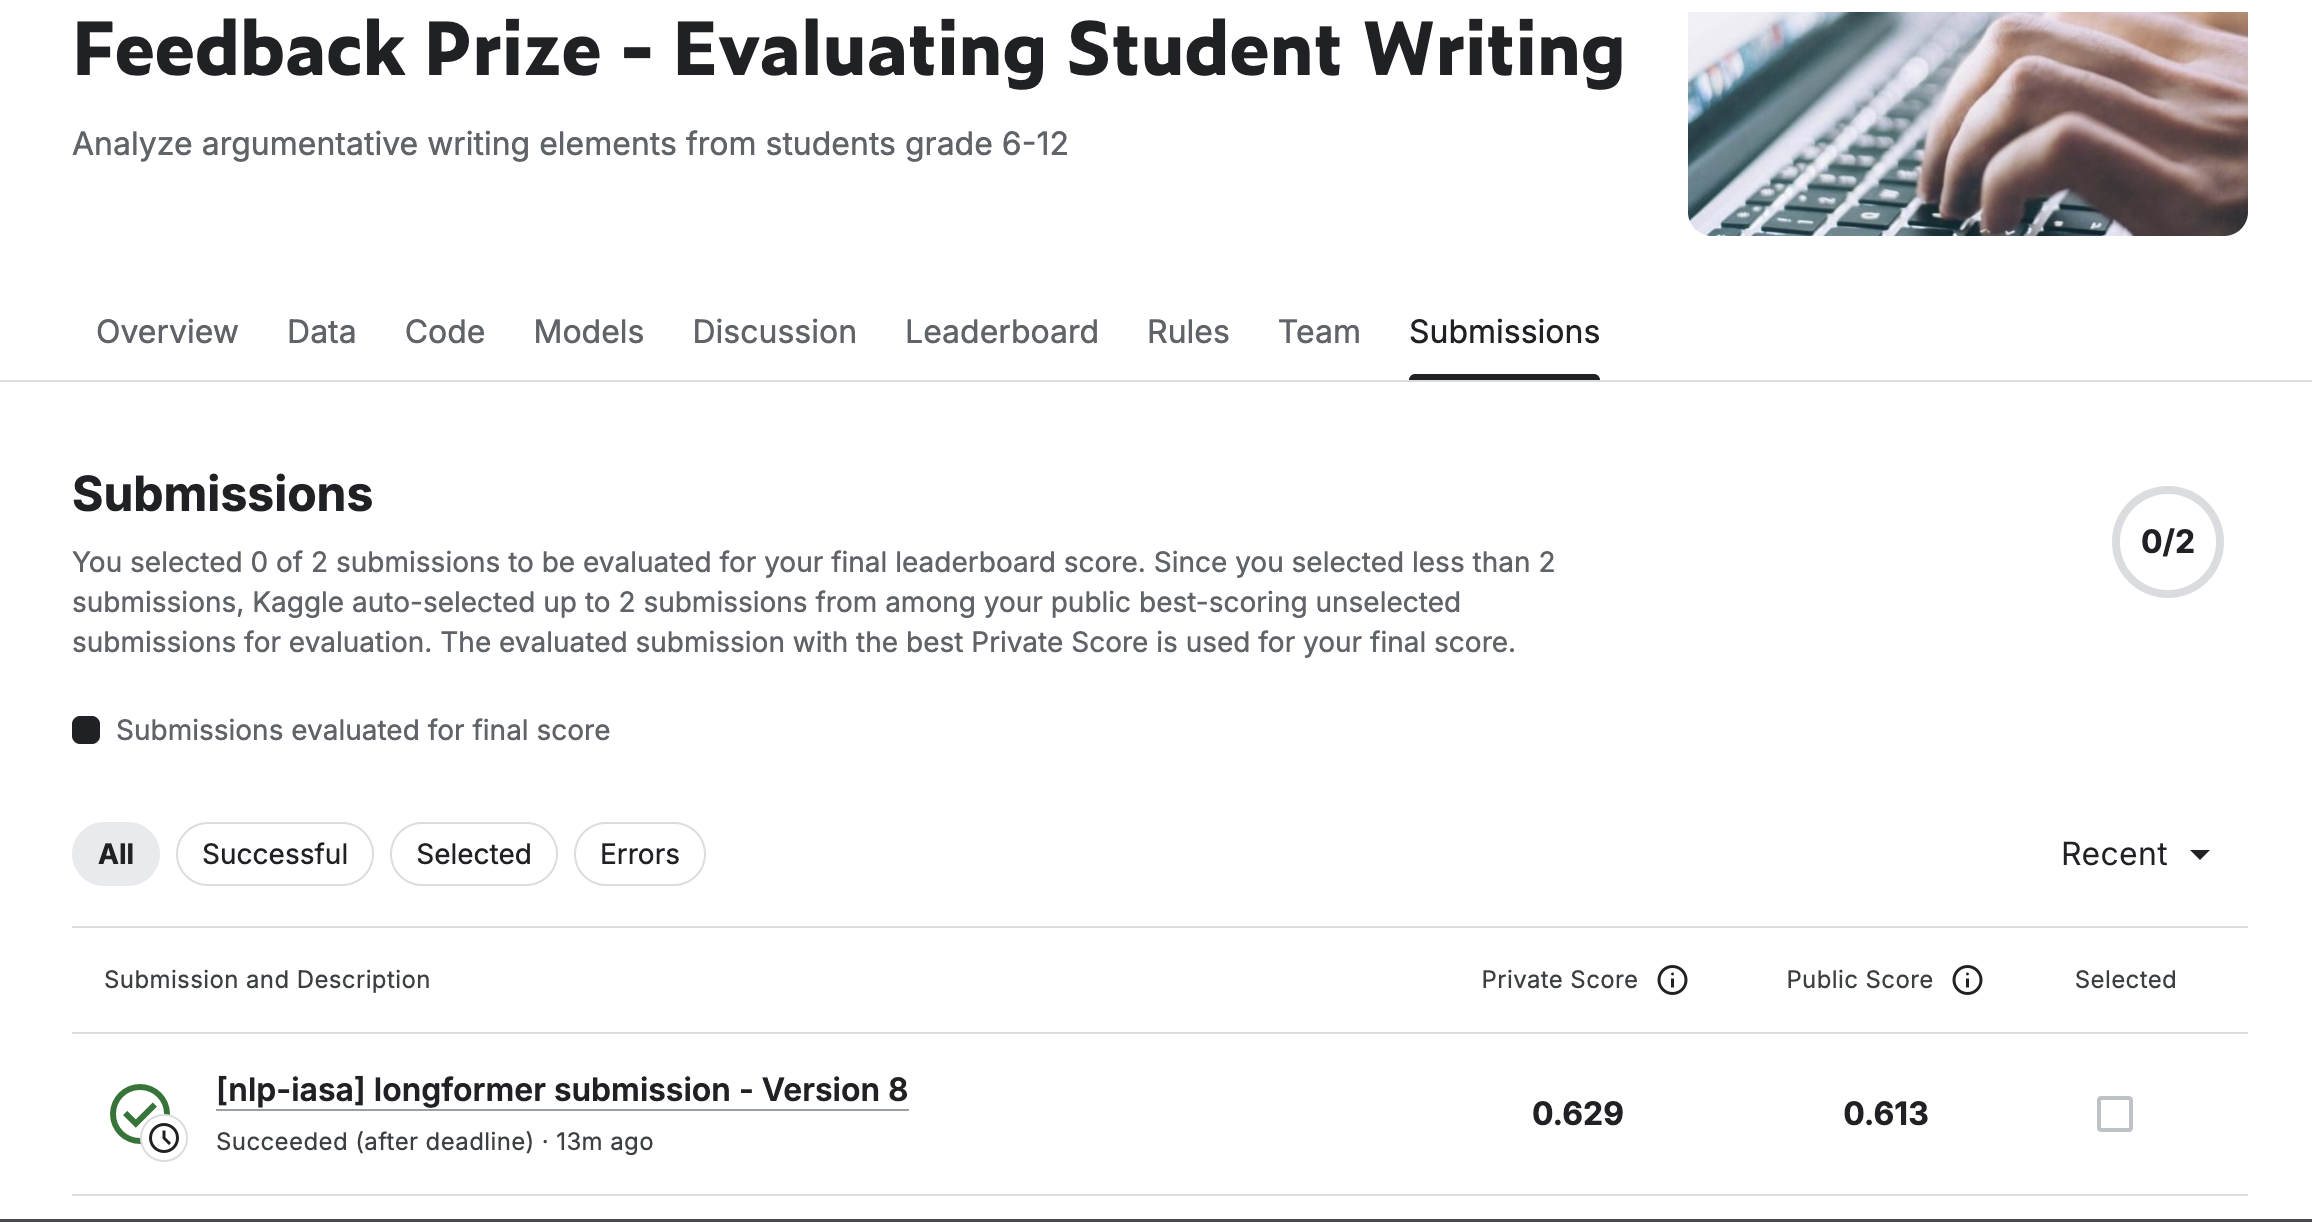 Feedback Prize - Evaluating Student Writing
Analyze argumentative writing elements from students grade 6-12
Overview Data Code Models Discussion Leaderboard Rules Team Submissions
Submissions
0/2
You selected 0 of 2 submissions to be evaluated for your final leaderboard score. Since you selected less than 2
submissions, Kaggle auto-selected up to 2 submissions from among your public best-scoring unselected
submissions for evaluation. The evaluated submission with the best Private Score is used for your final score.
Submissions evaluated for final score
All Successful Selected Errors Recent
Submission and Description Private Score Public Score Selected
[nlp-iasa] longformer submission - Version 8
Succeeded (after deadline) · 13m ago
0.629 0.613